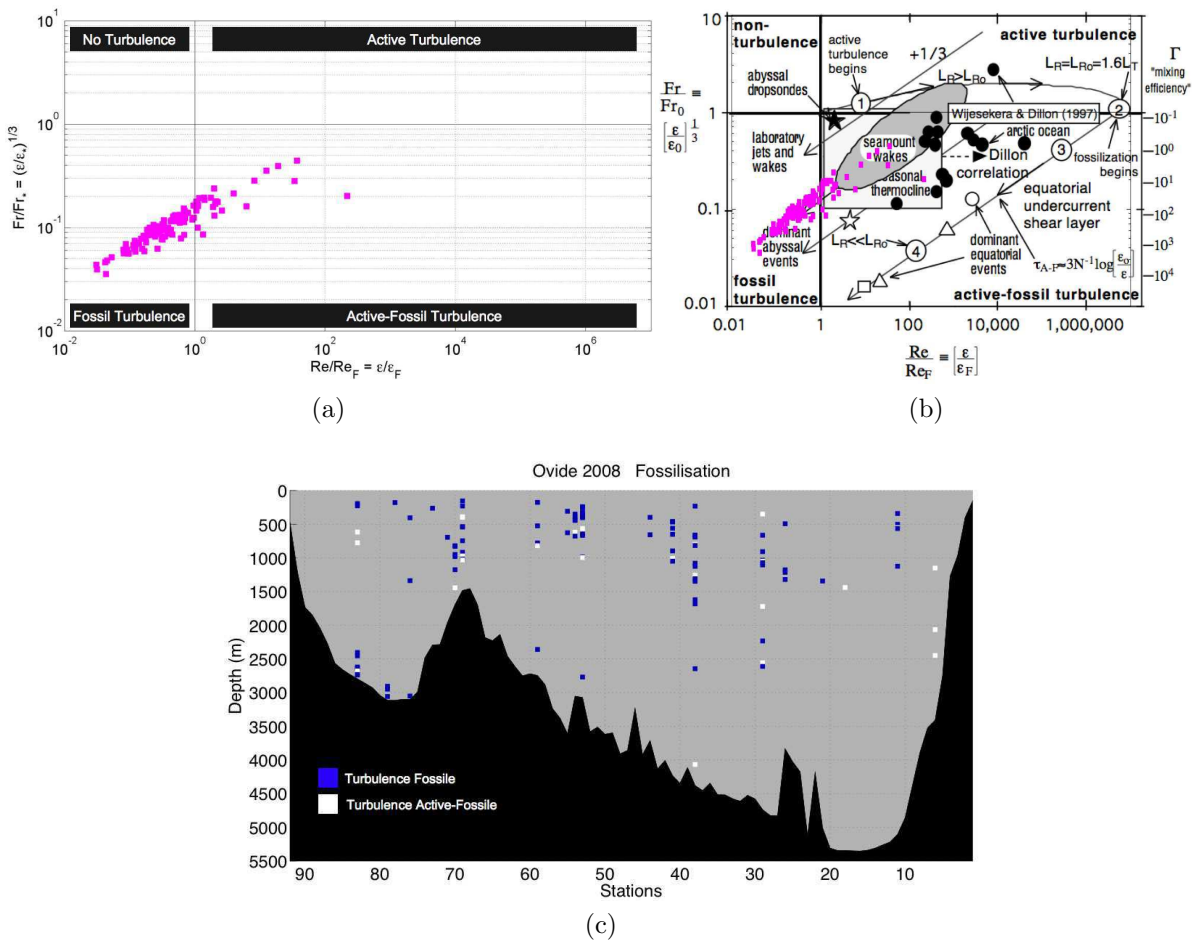 No Turbulence
Active Turbulence
10^1
10^0
10^-1
10^-2
Fr/Fr* = (ε/ε*)^1/3
Fossil Turbulence
Active-Fossil Turbulence
10^-2
10^0
10^2
10^4
10^6
Re/Re_F = ε/ε_F
(a)
10
1
0.1
0.01
Fr/Fr_0 ≡
[ε/ε_0]^1/3
non-
turbulence
active
turbulence
begins
+1/3
active turbulence
L_R=L_Ro=1.6L_T
L_R>L_Ro
abyssal
dropsondes
1
Γ
"mixing
efficiency"
10^-1
10^0
10^1
10^2
10^3
10^4
2
Wijesekera & Dillon (1997)
laboratory
jets and
wakes
seamount
wakes
arctic ocean
3
Dillon
correlation
fossilization
begins
easonal
thermocline
equatorial
undercurrent
shear layer
dominant
abyssal
events
L_R<<L_Ro
4
dominant
equatorial
events
τ_A-F≈3N^-1log[ε_o/ε]
fossil
turbulence
active-fossil turbulence
0.01
1
100
10,000
1,000,000
Re/Re_F ≡ [ε/ε_F]
(b)
Ovide 2008 Fossilisation
0
500
1000
1500
2000
2500
3000
3500
4000
4500
5000
5500
Depth (m)
Turbulence Fossile
Turbulence Active-Fossile
90
80
70
60
50
40
30
20
10
Stations
(c)